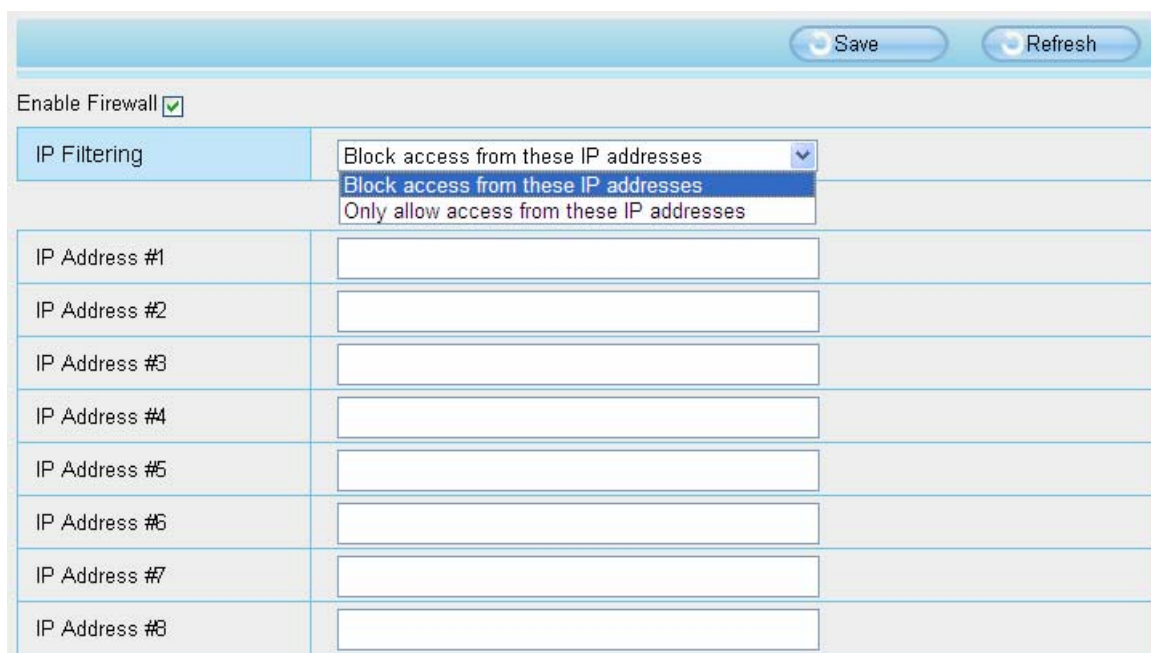 Save Refresh
Enable Firewall
IP Filtering Block access from these IP addresses
Block access from these IP addresses
Only allow access from these IP addresses
IP Address #1
IP Address #2
IP Address #3
IP Address #4
IP Address #5
IP Address #6
IP Address #7
IP Address #8